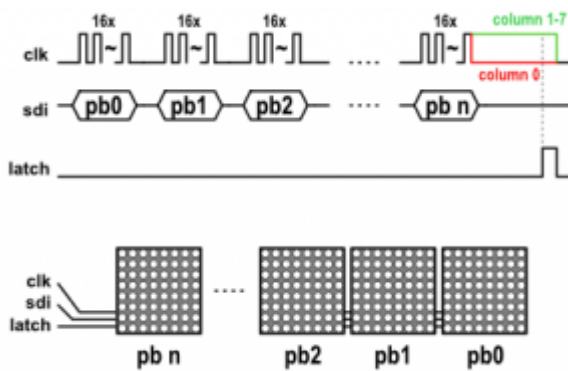 16x 16x 16x 16x column 1-7
clk
column 0
sdi pb0 pb1 pb2 pb n
latch
clk
sdi
latch
pb n pb2 pb1 pb0